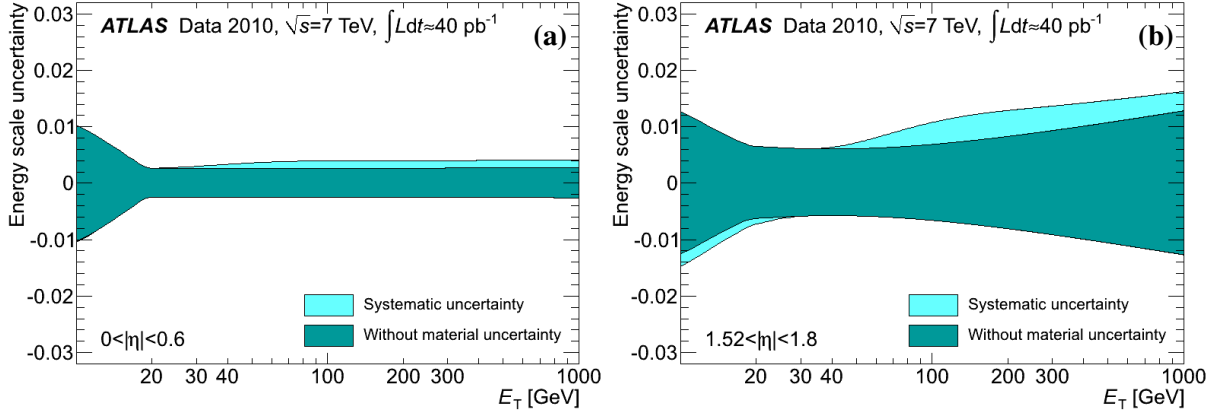 ATLAS Data 2010, √s=7 TeV, ∫Ldt≈40 pb⁻¹ (a)
Energy scale uncertainty
0.03
0.02
0.01
0
-0.01
-0.02
-0.03
Systematic uncertainty
Without material uncertainty
0<|η|<0.6
20 30 40 100 200 300 1000
E_T [GeV]
ATLAS Data 2010, √s=7 TeV, ∫Ldt≈40 pb⁻¹ (b)
Energy scale uncertainty
0.03
0.02
0.01
0
-0.01
-0.02
-0.03
Systematic uncertainty
Without material uncertainty
1.52<|η|<1.8
20 30 40 100 200 300 1000
E_T [GeV]